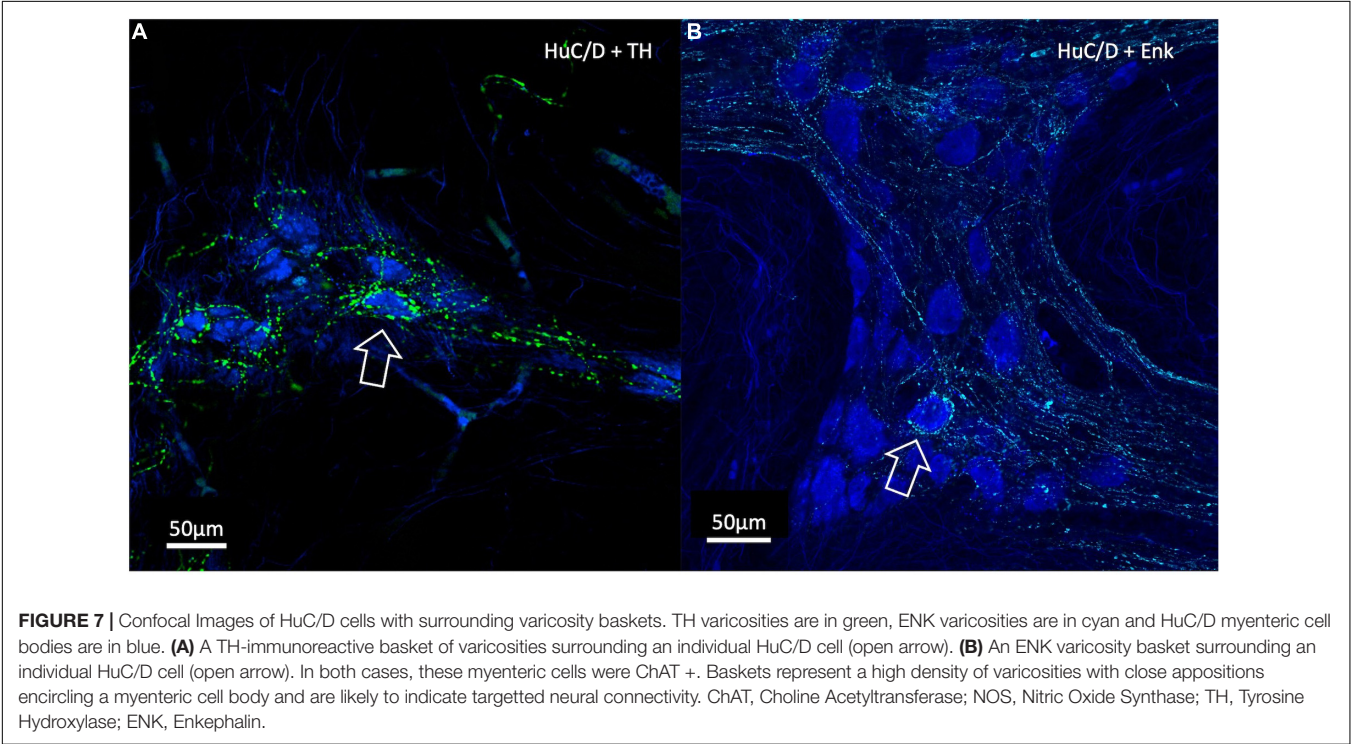 A
HuC/D + TH
B
HuC/D + Enk
50µm
50µm
FIGURE 7 | Confocal Images of HuC/D cells with surrounding varicosity baskets. TH varicosities are in green, ENK varicosities are in cyan and HuC/D myenteric cell
bodies are in blue. (A) A TH-immunoreactive basket of varicosities surrounding an individual HuC/D cell (open arrow). (B) An ENK varicosity basket surrounding an
individual HuC/D cell (open arrow). In both cases, these myenteric cells were ChAT +. Baskets represent a high density of varicosities with close appositions
encircling a myenteric cell body and are likely to indicate targetted neural connectivity. ChAT, Choline Acetyltransferase; NOS, Nitric Oxide Synthase; TH, Tyrosine
Hydroxylase; ENK, Enkephalin.